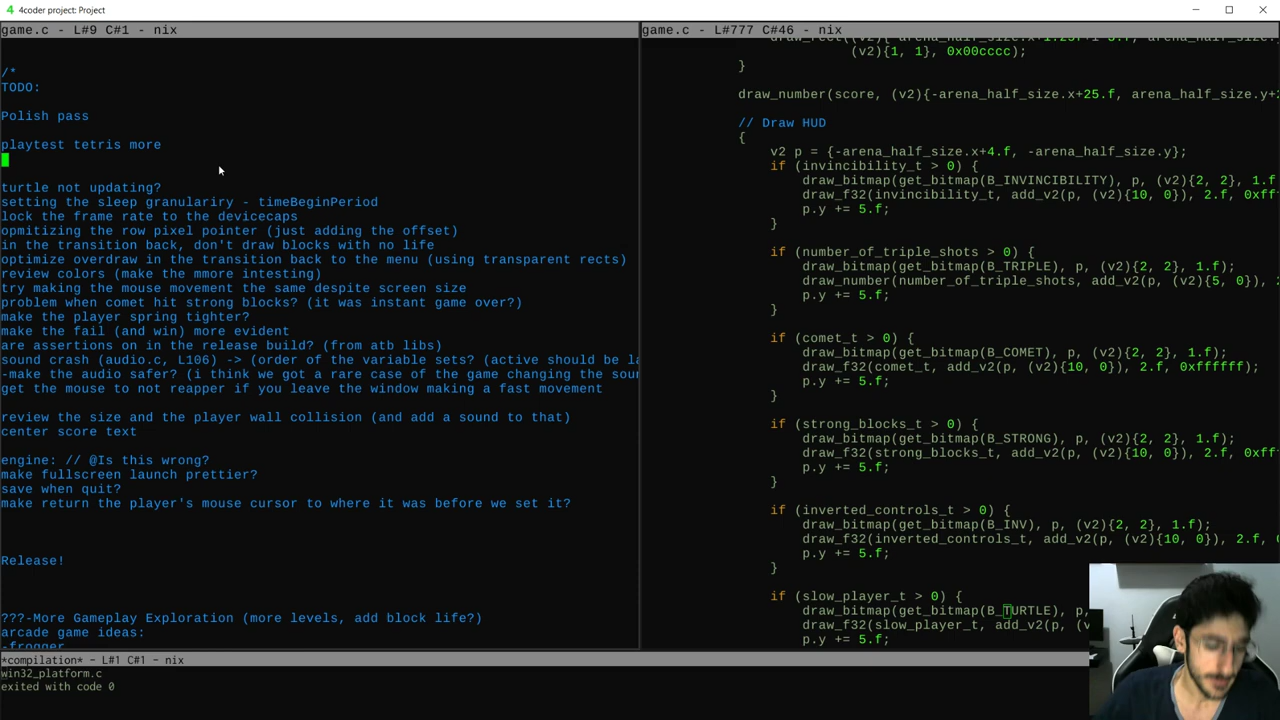 4 4coder project: Project
game.c - L#9 C#1 - nix
/*
TODO:
Polish pass
playtest tetris more
turtle not updating?
setting the sleep granulariry - timeBeginPeriod
lock the frame rate to the devicecaps
opmitizing the row pixel pointer (just adding the offset)
in the transition back, don't draw blocks with no life
optimize overdraw in the transition back to the menu (using transparent rects)
review colors (make the mmore intesting)
try making the mouse movement the same despite screen size
problem when comet hit strong blocks? (it was instant game over?)
make the player spring tighter?
make the fail (and win) more evident
are assertions on in the release build? (from atb libs)
sound crash (audio.c, L106) -> (order of the variable sets? (active should be la
-make the audio safer? (i think we got a rare case of the game changing the soun
get the mouse to not reapper if you leave the window making a fast movement
review the size and the player wall collision (and add a sound to that)
center score text
engine: // @Is this wrong?
make fullscreen launch prettier?
save when quit?
make return the player's mouse cursor to where it was before we set it?
Release!
???-More Gameplay Exploration (more levels, add block life?)
arcade game ideas:
-frogger
game.c - L#777 C#46 - nix
(v2){1, 1}, 0x00cccc);
}
draw_number(score, (v2){-arena_half_size.x+25.f, arena_half_size.y+
// Draw HUD
{
v2 p = {-arena_half_size.x+4.f, -arena_half_size.y};
if (invincibility_t > 0) {
draw_bitmap(get_bitmap(B_INVINCIBILITY), p, (v2){2, 2}, 1.f
draw_f32(invincibility_t, add_v2(p, (v2){10, 0}), 2.f, 0xff
p.y += 5.f;
}
if (number_of_triple_shots > 0) {
draw_bitmap(get_bitmap(B_TRIPLE), p, (v2){2, 2}, 1.f);
draw_number(number_of_triple_shots, add_v2(p, (v2){5, 0}),
p.y += 5.f;
}
if (comet_t > 0) {
draw_bitmap(get_bitmap(B_COMET), p, (v2){2, 2}, 1.f);
draw_f32(comet_t, add_v2(p, (v2){10, 0}), 2.f, 0xffffff);
p.y += 5.f;
}
if (strong_blocks_t > 0) {
draw_bitmap(get_bitmap(B_STRONG), p, (v2){2, 2}, 1.f);
draw_f32(strong_blocks_t, add_v2(p, (v2){10, 0}), 2.f, 0xff
p.y += 5.f;
}
if (inverted_controls_t > 0) {
draw_bitmap(get_bitmap(B_INV), p, (v2){2, 2}, 1.f);
draw_f32(inverted_controls_t, add_v2(p, (v2){10, 0}), 2.f,
p.y += 5.f;
}
if (slow_player_t > 0) {
draw_bitmap(get_bitmap(B_TURTLE), p,
draw_f32(slow_player_t, add_v2(p, (v
p.y += 5.f;
*compilation* - L#1 C#1 - nix
win32_platform.c
exited with code 0